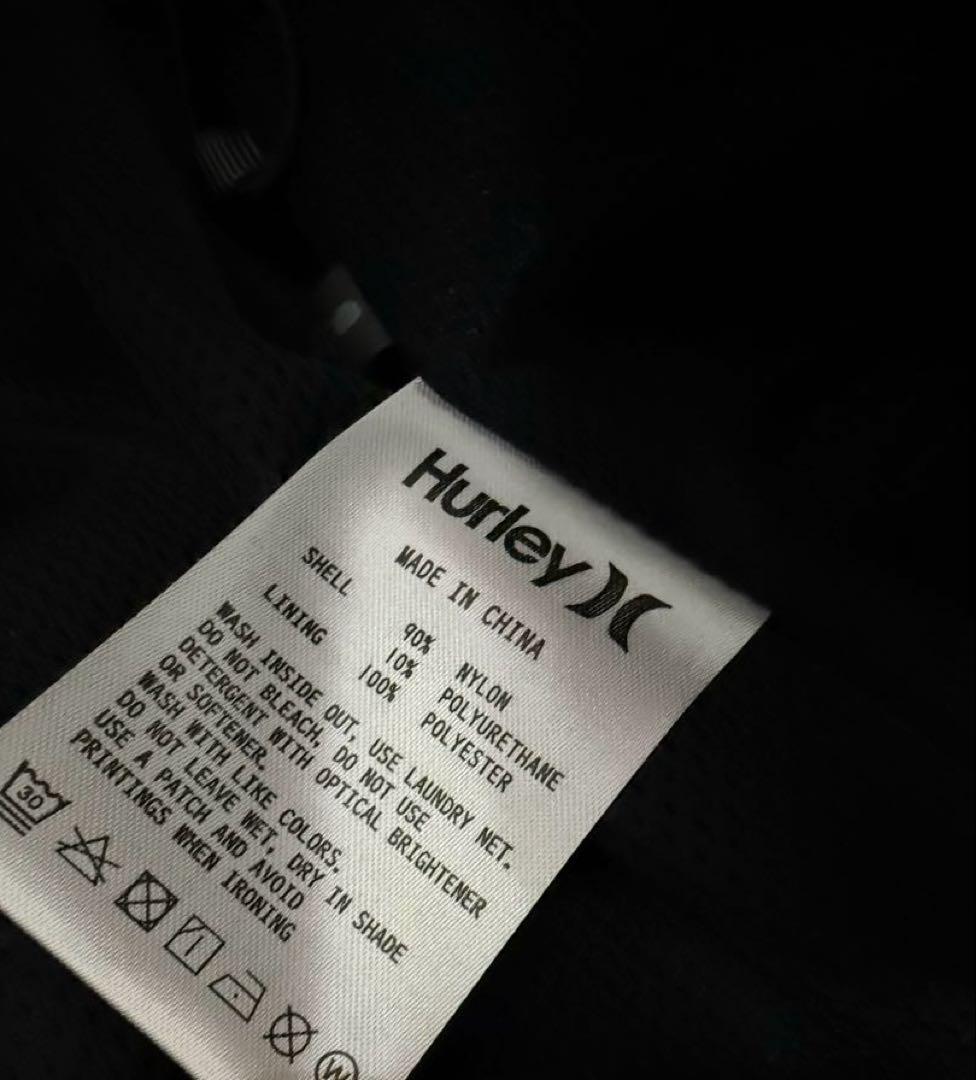 Hurley
MADE IN CHINA
SHELL 90% NYLON
10% POLYURETHANE
LINING 100% POLYESTER
WASH INSIDE OUT, USE LAUNDRY NET.
DO NOT BLEACH, DO NOT USE
DETERGENT WITH OPTICAL BRIGHTENER
OR SOFTENER.
WASH WITH LIKE COLORS.
DO NOT LEAVE WET, DRY IN SHADE
USE A PATCH AND AVOID
PRINTINGS WHEN IRONING
30
W